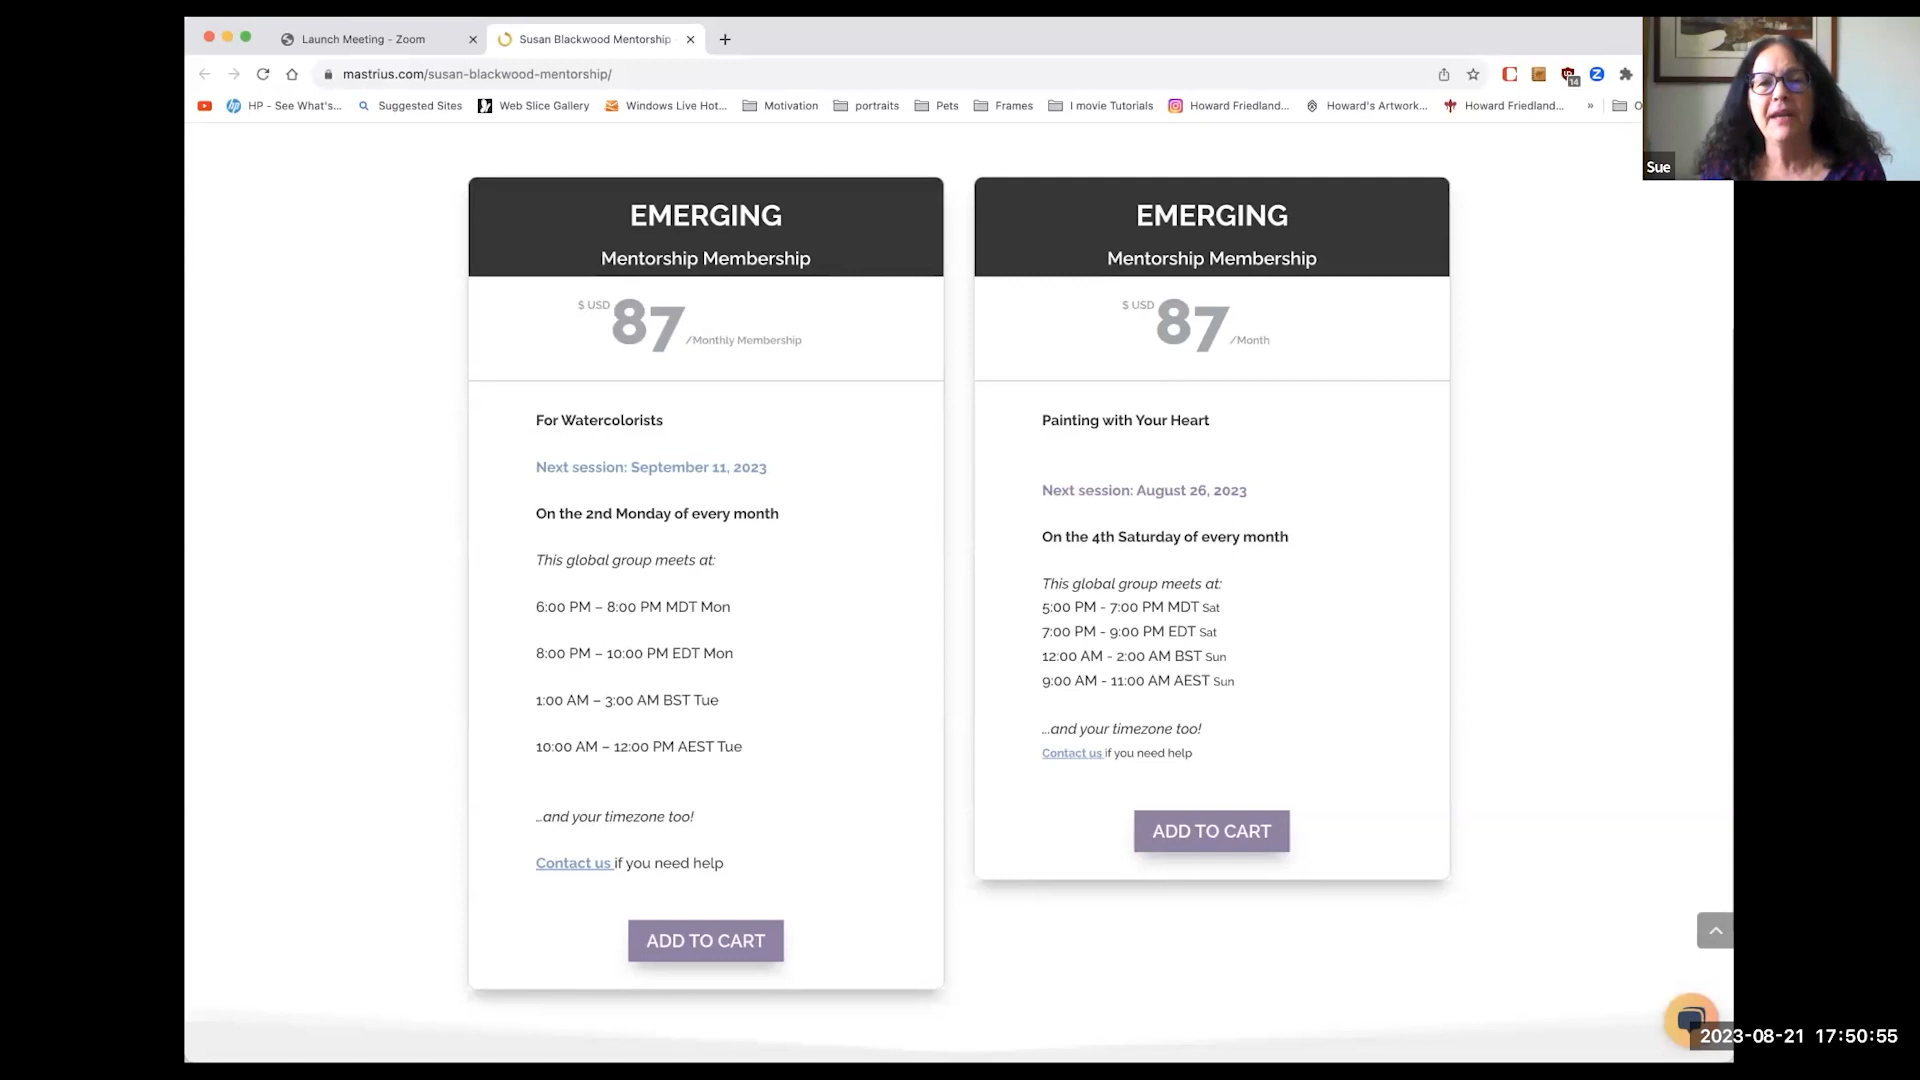 Launch Meeting - Zoom
Susan Blackwood Mentorship
mastrius.com/susan-blackwood-mentorship/
14
HP - See What's...
Suggested Sites
Web Slice Gallery
Windows Live Hot...
Motivation
portraits
Pets
Frames
I movie Tutorials
Howard Friedland...
Howard's Artwork...
Howard Friedland...
»
O
Sue
EMERGING
Mentorship Membership
$ USD 87 /Monthly Membership
For Watercolorists
Next session: September 11, 2023
On the 2nd Monday of every month
This global group meets at:
6:00 PM – 8:00 PM MDT Mon
8:00 PM – 10:00 PM EDT Mon
1:00 AM – 3:00 AM BST Tue
10:00 AM – 12:00 PM AEST Tue
...and your timezone too!
Contact us if you need help
ADD TO CART
EMERGING
Mentorship Membership
$ USD 87 /Month
Painting with Your Heart
Next session: August 26, 2023
On the 4th Saturday of every month
This global group meets at:
5:00 PM - 7:00 PM MDT Sat
7:00 PM - 9:00 PM EDT Sat
12:00 AM - 2:00 AM BST Sun
9:00 AM - 11:00 AM AEST Sun
...and your timezone too!
Contact us if you need help
ADD TO CART
2023-08-21 17:50:55